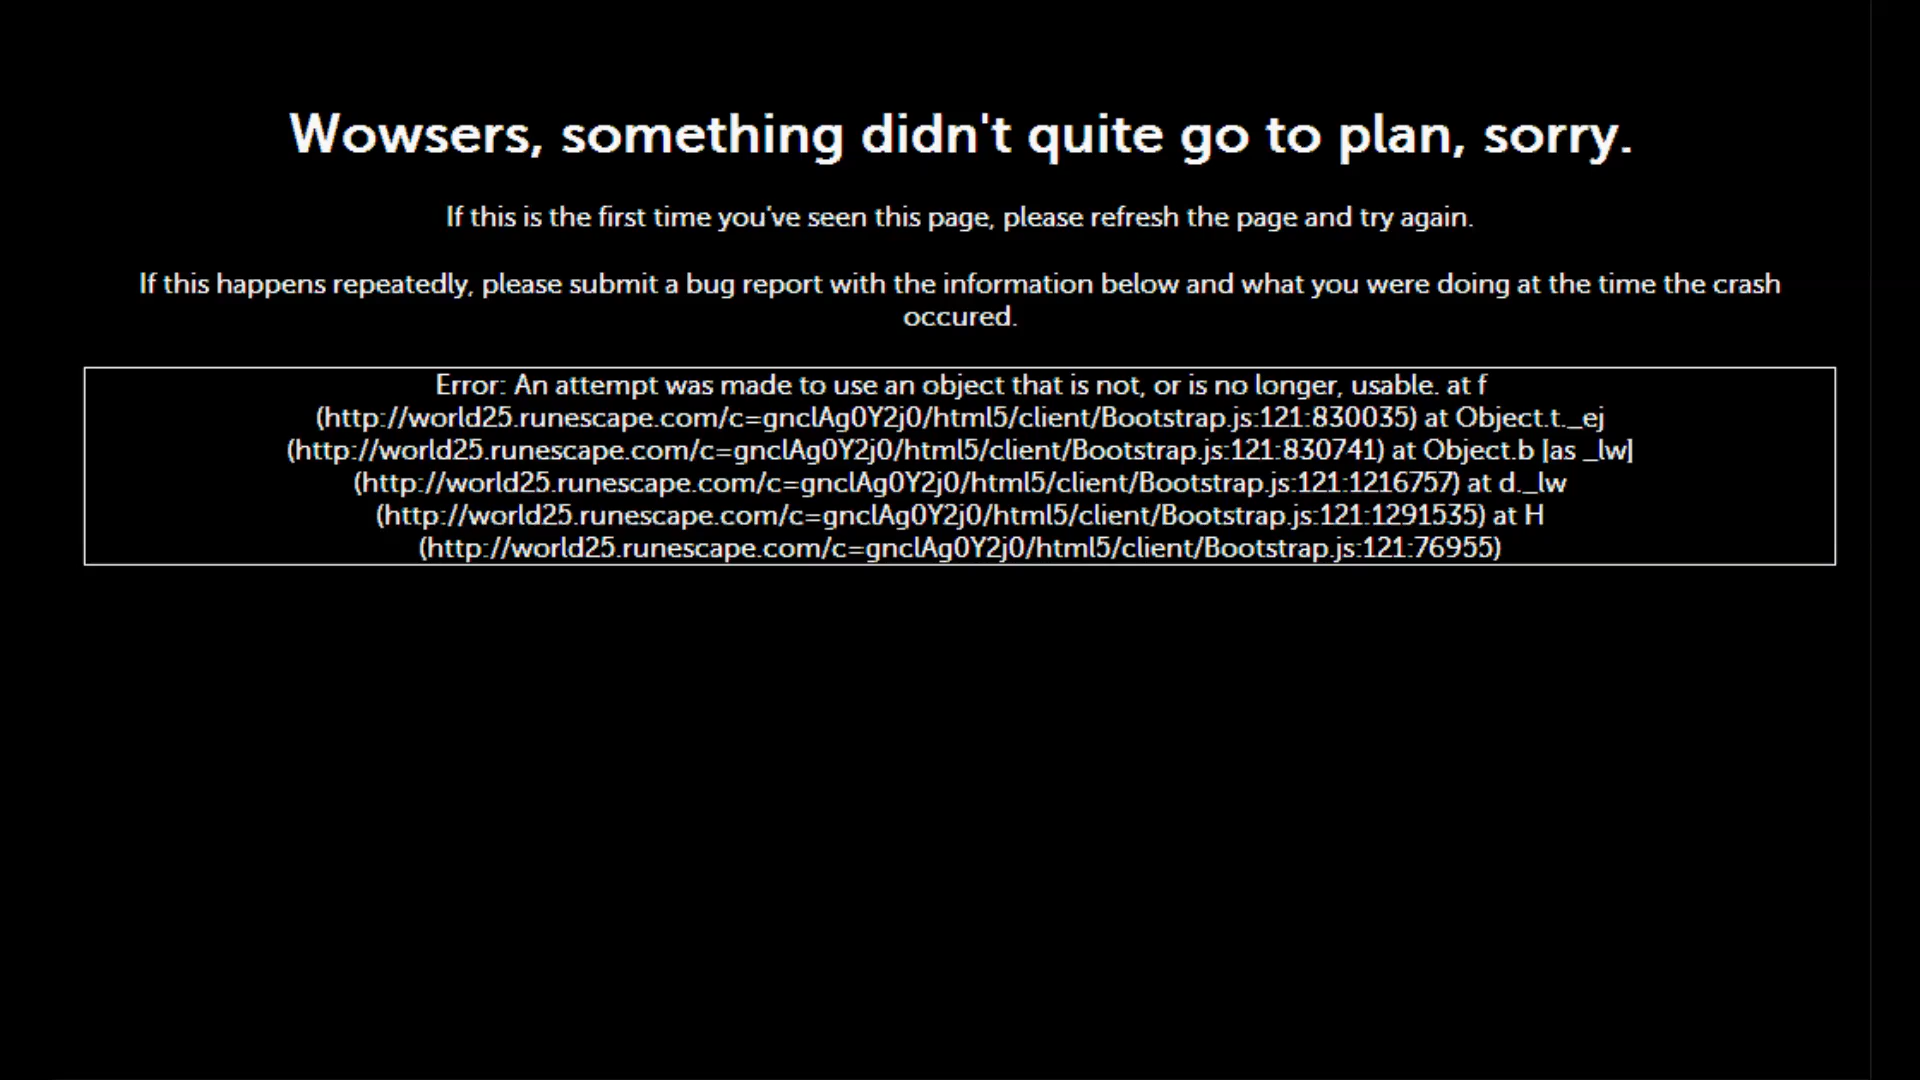 Wowsers, something didn't quite go to plan, sorry.
If this is the first time you've seen this page, please refresh the page and try again.
If this happens repeatedly, please submit a bug report with the information below and what you were doing at the time the crash
occured.
Error: An attempt was made to use an object that is not, or is no longer, usable. at f
(http://world25.runescape.com/c=gnclAg0Y2j0/html5/client/Bootstrap.js:121:830035) at Object.t._ej
(http://world25.runescape.com/c=gnclAg0Y2j0/html5/client/Bootstrap.js:121:830741) at Object.b [as _lw]
(http://world25.runescape.com/c=gnclAg0Y2j0/html5/client/Bootstrap.js:121:1216757) at d._lw
(http://world25.runescape.com/c=gnclAg0Y2j0/html5/client/Bootstrap.js:121:1291535) at H
(http://world25.runescape.com/c=gnclAg0Y2j0/html5/client/Bootstrap.js:121:76955)